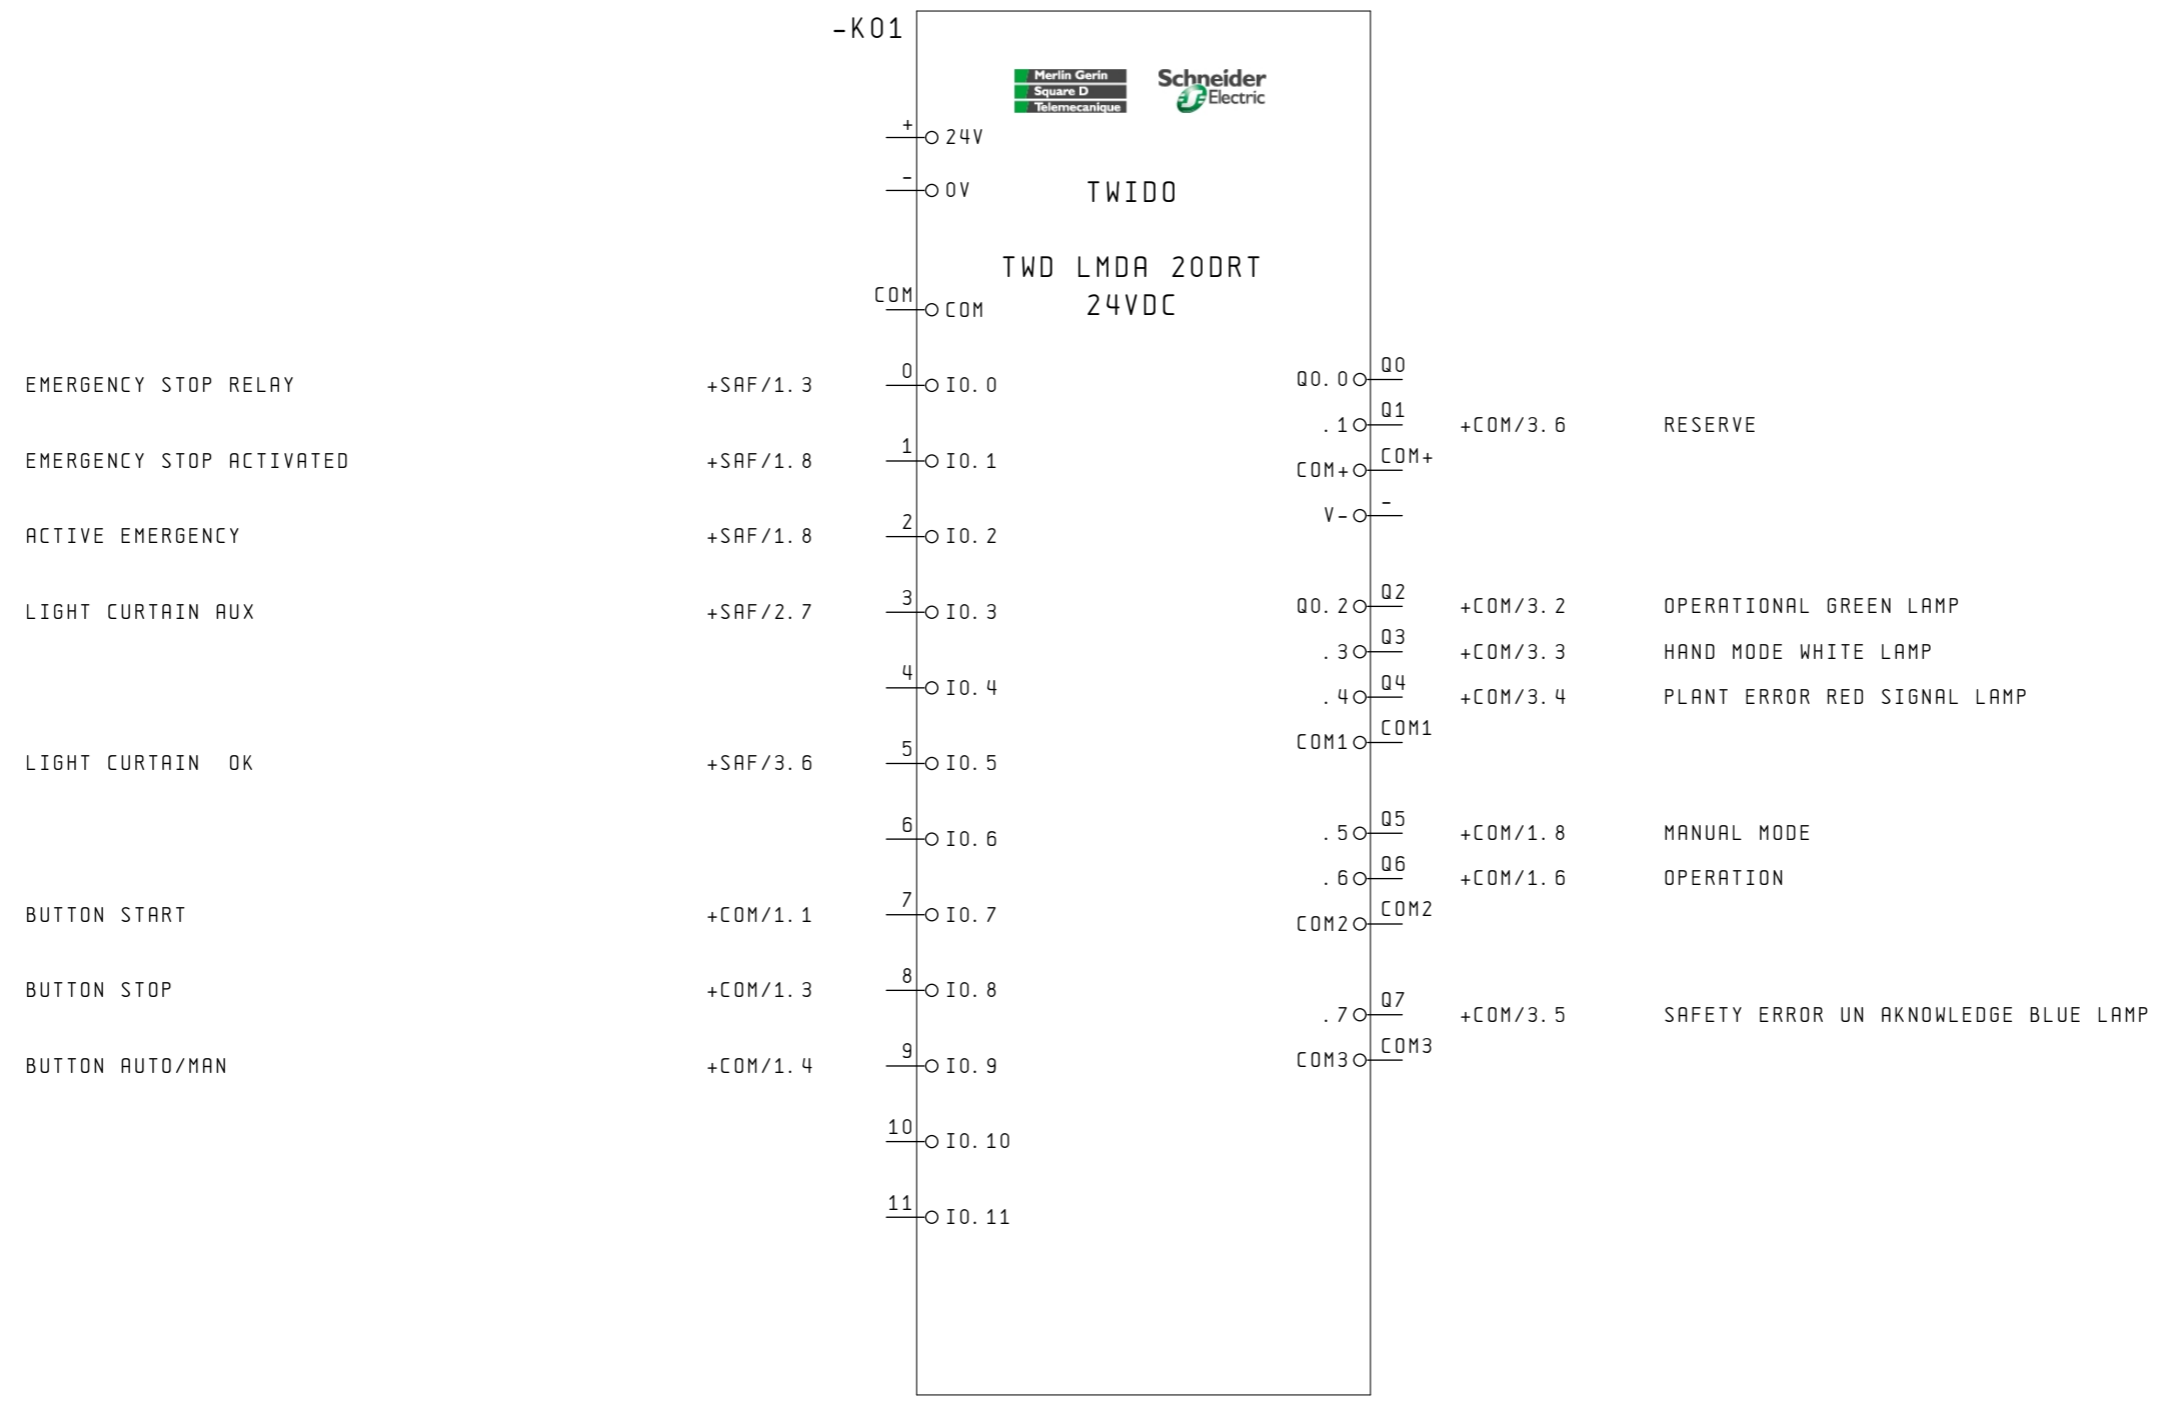 -K01
Merlin Gerin
Square D
Telemecanique
Schneider
Electric
+ 24V
- 0V
TWIDO
TWD LMDA 20DRT
24VDC
COM COM
EMERGENCY STOP RELAY +SAF/1.3 0 I0.0
EMERGENCY STOP ACTIVATED +SAF/1.8 1 I0.1
ACTIVE EMERGENCY +SAF/1.8 2 I0.2
LIGHT CURTAIN AUX +SAF/2.7 3 I0.3
4 I0.4
LIGHT CURTAIN OK +SAF/3.6 5 I0.5
6 I0.6
BUTTON START +COM/1.1 7 I0.7
BUTTON STOP +COM/1.3 8 I0.8
BUTTON AUTO/MAN +COM/1.4 9 I0.9
10 I0.10
11 I0.11
Q0.0 Q0
.1 Q1 +COM/3.6 RESERVE
COM+ COM+
V- -
Q0.2 Q2 +COM/3.2 OPERATIONAL GREEN LAMP
.3 Q3 +COM/3.3 HAND MODE WHITE LAMP
.4 Q4 +COM/3.4 PLANT ERROR RED SIGNAL LAMP
COM1 COM1
.5 Q5 +COM/1.8 MANUAL MODE
.6 Q6 +COM/1.6 OPERATION
COM2 COM2
.7 Q7 +COM/3.5 SAFETY ERROR UN AKNOWLEDGE BLUE LAMP
COM3 COM3